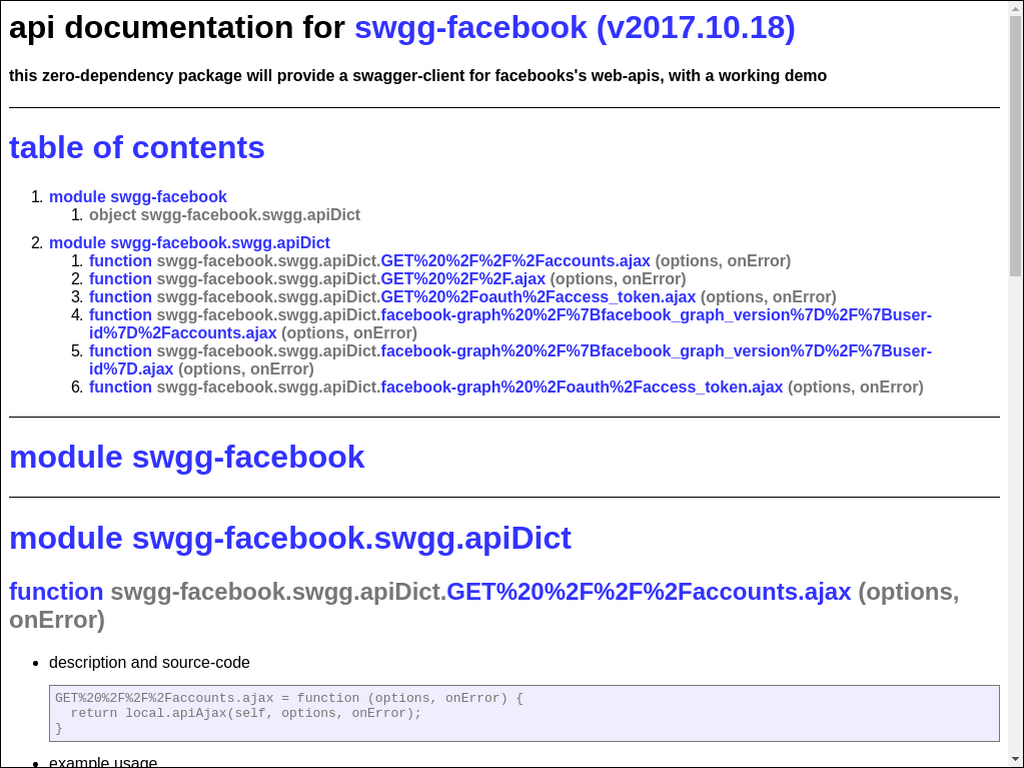 api documentation for swgg-facebook (v2017.10.18)
this zero-dependency package will provide a swagger-client for facebooks's web-apis, with a working demo
table of contents
1. module swgg-facebook
1. object swgg-facebook.swgg.apiDict
2. module swgg-facebook.swgg.apiDict
1. function swgg-facebook.swgg.apiDict.GET%20%2F%2F%2Faccounts.ajax (options, onError)
2. function swgg-facebook.swgg.apiDict.GET%20%2F%2F.ajax (options, onError)
3. function swgg-facebook.swgg.apiDict.GET%20%2Foauth%2Faccess_token.ajax (options, onError)
4. function swgg-facebook.swgg.apiDict.facebook-graph%20%2F%7Bfacebook_graph_version%7D%2F%7Buser-
id%7D%2Faccounts.ajax (options, onError)
5. function swgg-facebook.swgg.apiDict.facebook-graph%20%2F%7Bfacebook_graph_version%7D%2F%7Buser-
id%7D.ajax (options, onError)
6. function swgg-facebook.swgg.apiDict.facebook-graph%20%2Foauth%2Faccess_token.ajax (options, onError)
module swgg-facebook
module swgg-facebook.swgg.apiDict
function swgg-facebook.swgg.apiDict.GET%20%2F%2F%2Faccounts.ajax (options,
onError)
• description and source-code
GET%20%2F%2F%2Faccounts.ajax = function (options, onError) {
  return local.apiAjax(self, options, onError);
}
• example usage